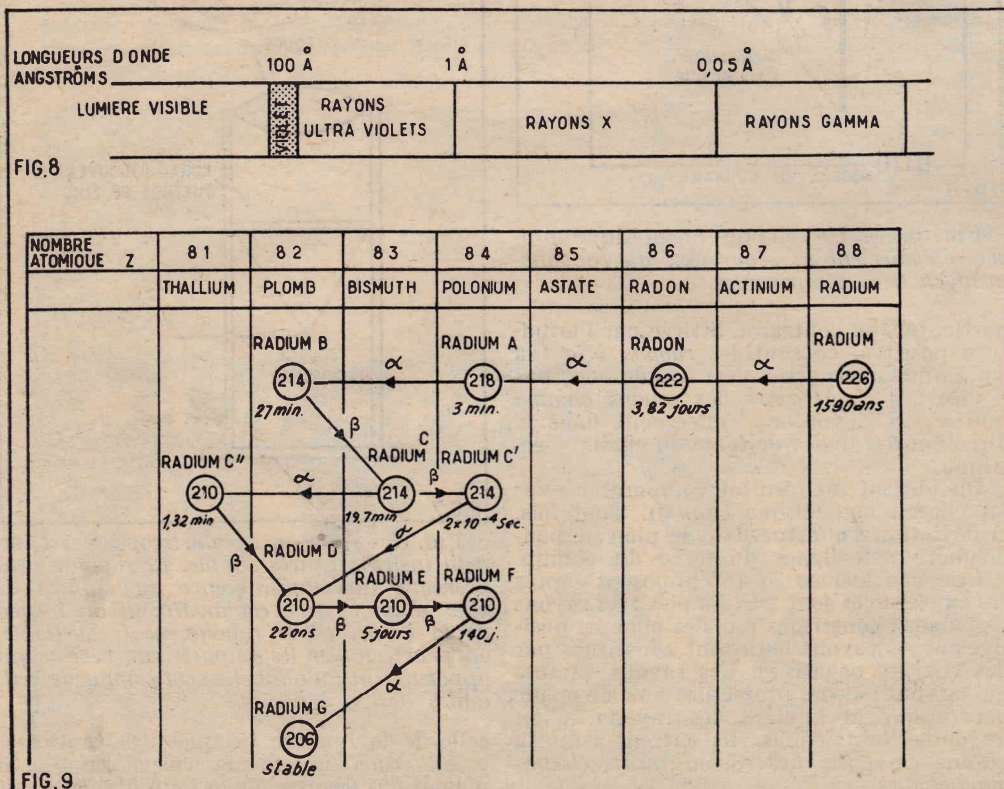 LONGUEURS D ONDE
ANGSTRÖMS
100 Å 1 Å 0,05 Å
LUMIERE VISIBLE VIOLET RAYONS ULTRA VIOLETS RAYONS X RAYONS GAMMA
FIG.8
NOMBRE ATOMIQUE Z 81 82 83 84 85 86 87 88
THALLIUM PLOMB BISMUTH POLONIUM ASTATE RADON ACTINIUM RADIUM
RADIUM B RADIUM A RADON RADIUM
214 α 218 α 222 α 226
27 min. 3 min. 3,82 jours 1590 ans
β
RADIUM C" RADIUM C RADIUM C'
210 α 214 β 214
1,32 min 19,7 min 2x10⁻⁴ Sec.
β α
RADIUM D RADIUM E RADIUM F
210 β 210 β 210
22 ans 5 jours 140 j.
α
RADIUM G
206
stable
FIG.9